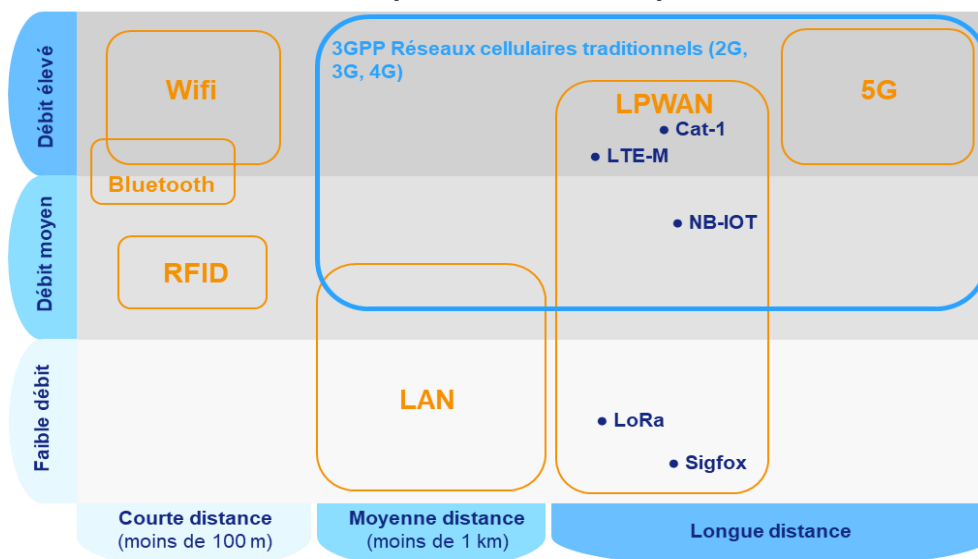 Débit élevé
Débit moyen
Faible débit
3GPP Réseaux cellulaires traditionnels (2G,
3G, 4G)
Wifi
Bluetooth
RFID
LAN
LPWAN
● Cat-1
● LTE-M
● NB-IOT
● LoRa
● Sigfox
5G
Courte distance
(moins de 100 m)
Moyenne distance
(moins de 1 km)
Longue distance